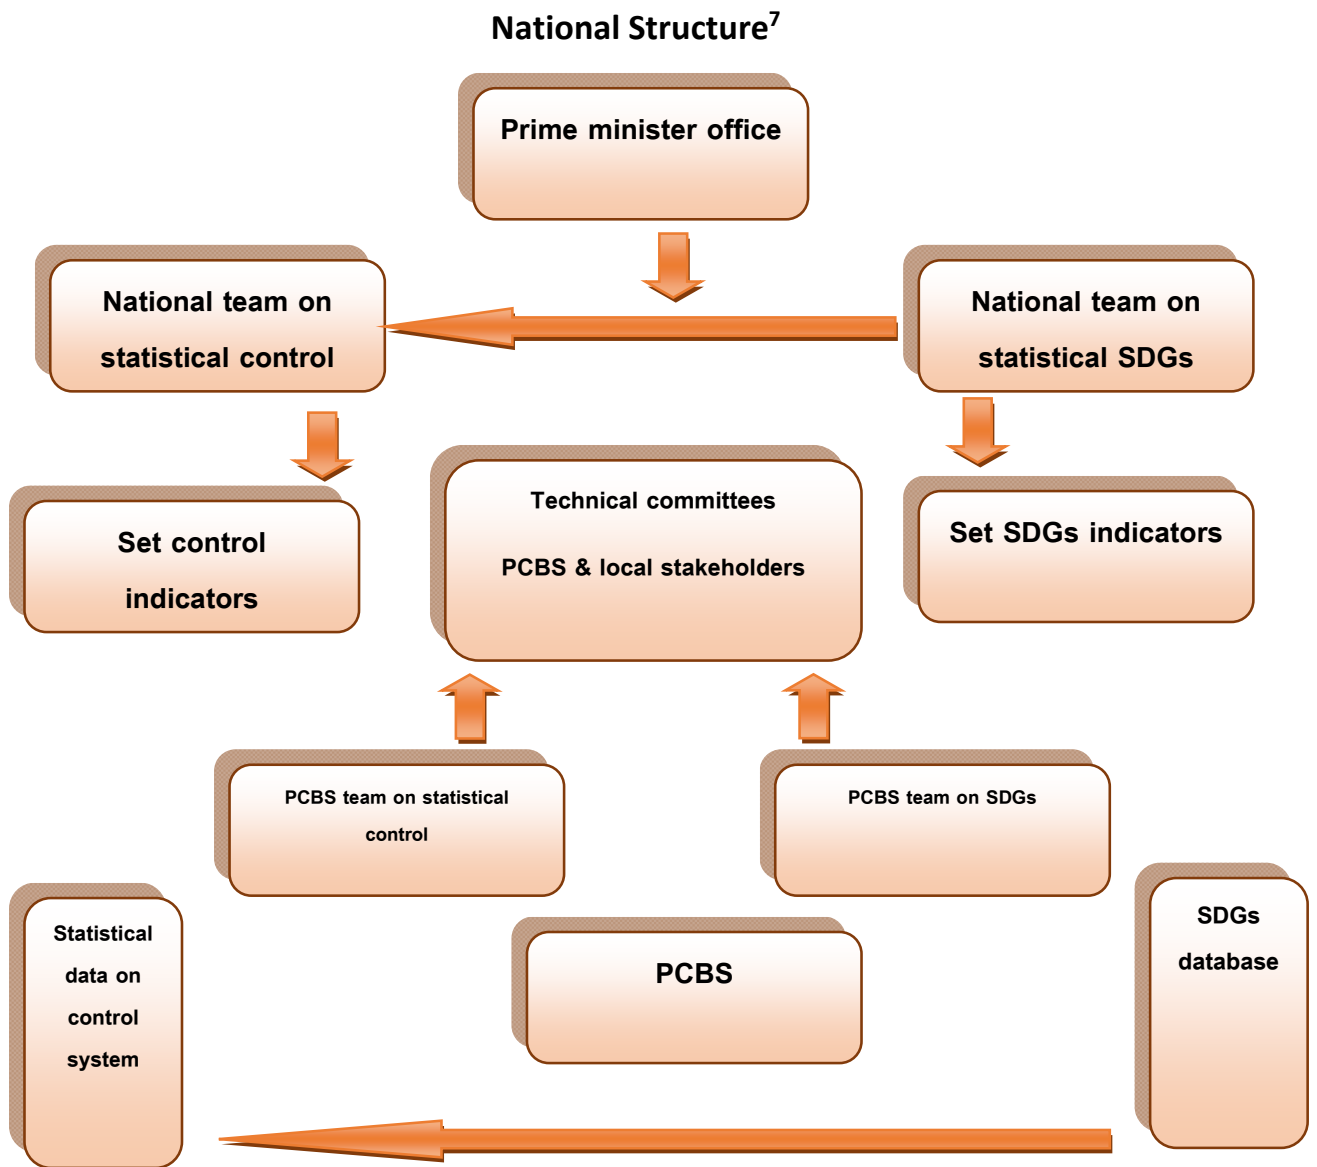 National Structure⁷
Prime minister office
National team on
statistical control
National team on
statistical SDGs
Set control
indicators
Technical committees
PCBS & local stakeholders
Set SDGs indicators
PCBS team on statistical
control
PCBS team on SDGs
Statistical
data on
control
system
PCBS
SDGs
database